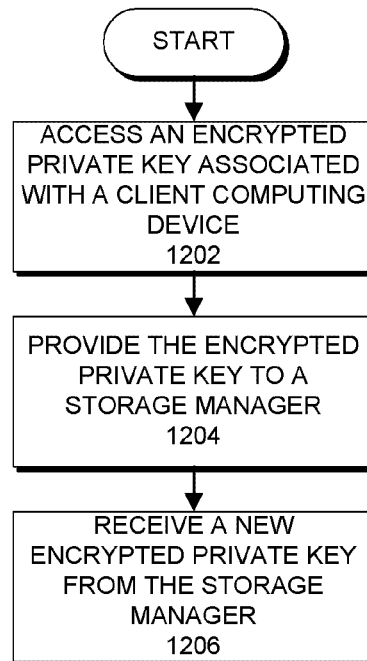 START
ACCESS AN ENCRYPTED
PRIVATE KEY ASSOCIATED
WITH A CLIENT COMPUTING
DEVICE
1202
PROVIDE THE ENCRYPTED
PRIVATE KEY TO A
STORAGE MANAGER
1204
RECEIVE A NEW
ENCRYPTED PRIVATE KEY
FROM THE STORAGE
MANAGER
1206